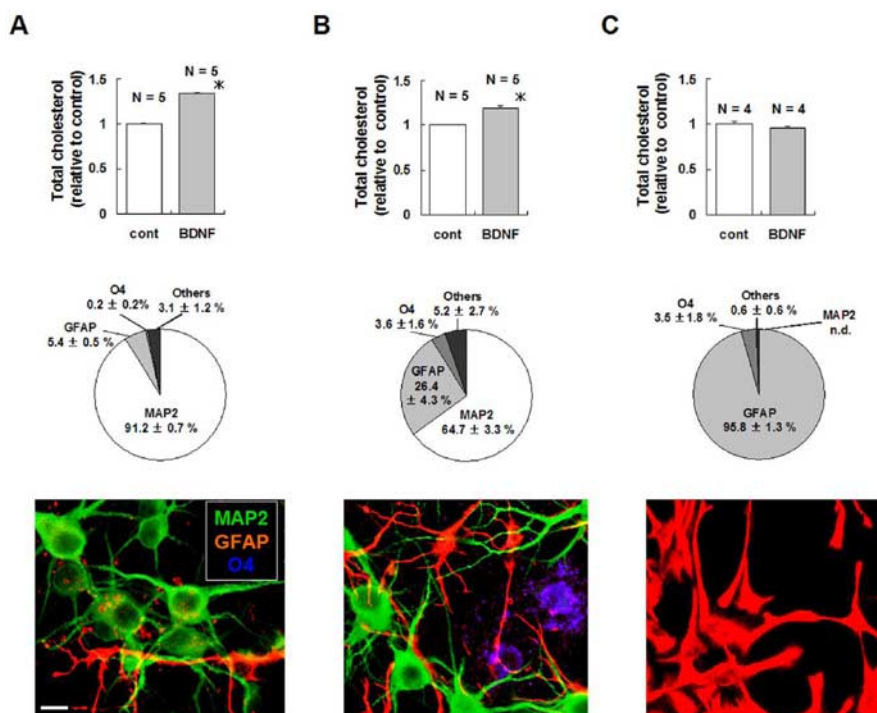 A
Total cholesterol
(relative to control)
1.5
1
0.5
0
N = 5
N = 5
*
cont
BDNF
B
Total cholesterol
(relative to control)
1.5
1
0.5
0
N = 5
N = 5
*
cont
BDNF
C
Total cholesterol
(relative to control)
1.5
1
0.5
0
N = 4
N = 4
cont
BDNF
O4
0.2 ± 0.2%
Others
3.1 ± 1.2 %
GFAP
5.4 ± 0.5 %
MAP2
91.2 ± 0.7 %
O4
3.6 ± 1.6 %
Others
5.2 ± 2.7 %
GFAP
26.4
± 4.3 %
MAP2
64.7 ± 3.3 %
O4
3.5 ± 1.8 %
Others
0.6 ± 0.6 %
MAP2
n.d.
GFAP
95.8 ± 1.3 %
MAP2
GFAP
O4